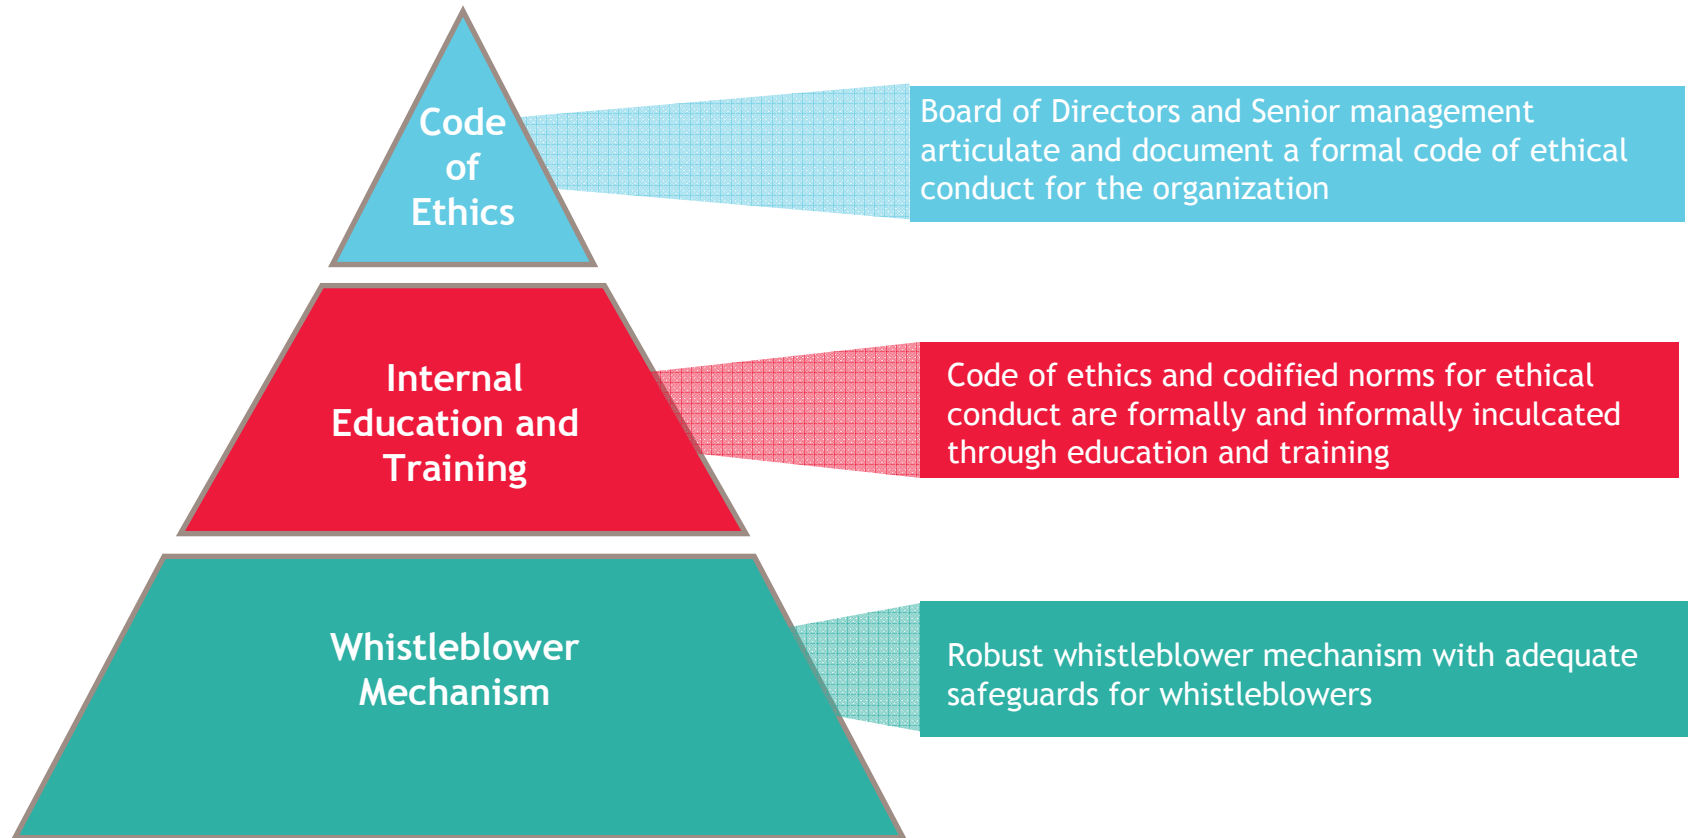 Code
of
Ethics
Board of Directors and Senior management
articulate and document a formal code of ethical
conduct for the organization
Internal
Education and
Training
Code of ethics and codified norms for ethical
conduct are formally and informally inculcated
through education and training
Whistleblower
Mechanism
Robust whistleblower mechanism with adequate
safeguards for whistleblowers